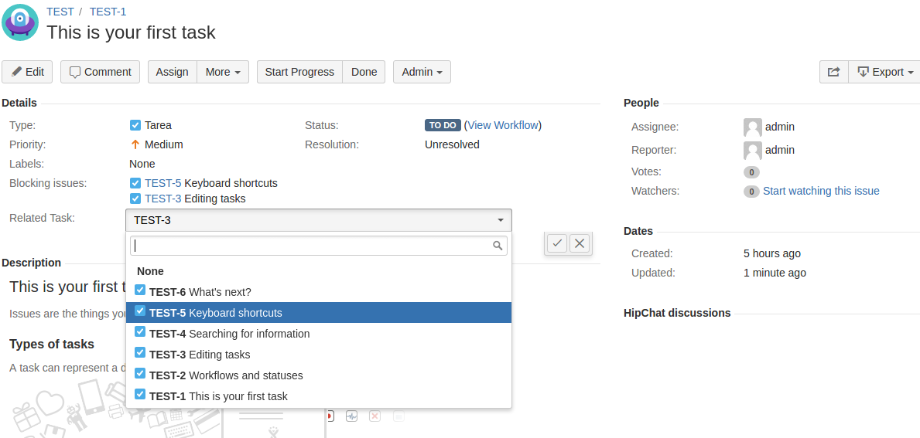 TEST / TEST-1
This is your first task
Edit Comment Assign More Start Progress Done Admin Export
Details
Type: Tarea
Status: TO DO (View Workflow)
Priority: Medium
Resolution: Unresolved
Labels: None
Blocking issues: TEST-5 Keyboard shortcuts
TEST-3 Editing tasks
Related Task: TEST-3
None
TEST-6 What's next?
TEST-5 Keyboard shortcuts
TEST-4 Searching for information
TEST-3 Editing tasks
TEST-2 Workflows and statuses
TEST-1 This is your first task
Description
This is your first t
Issues are the things yo
Types of tasks
A task can represent a d
People
Assignee: admin
Reporter: admin
Votes: 0
Watchers: 0 Start watching this issue
Dates
Created: 5 hours ago
Updated: 1 minute ago
HipChat discussions